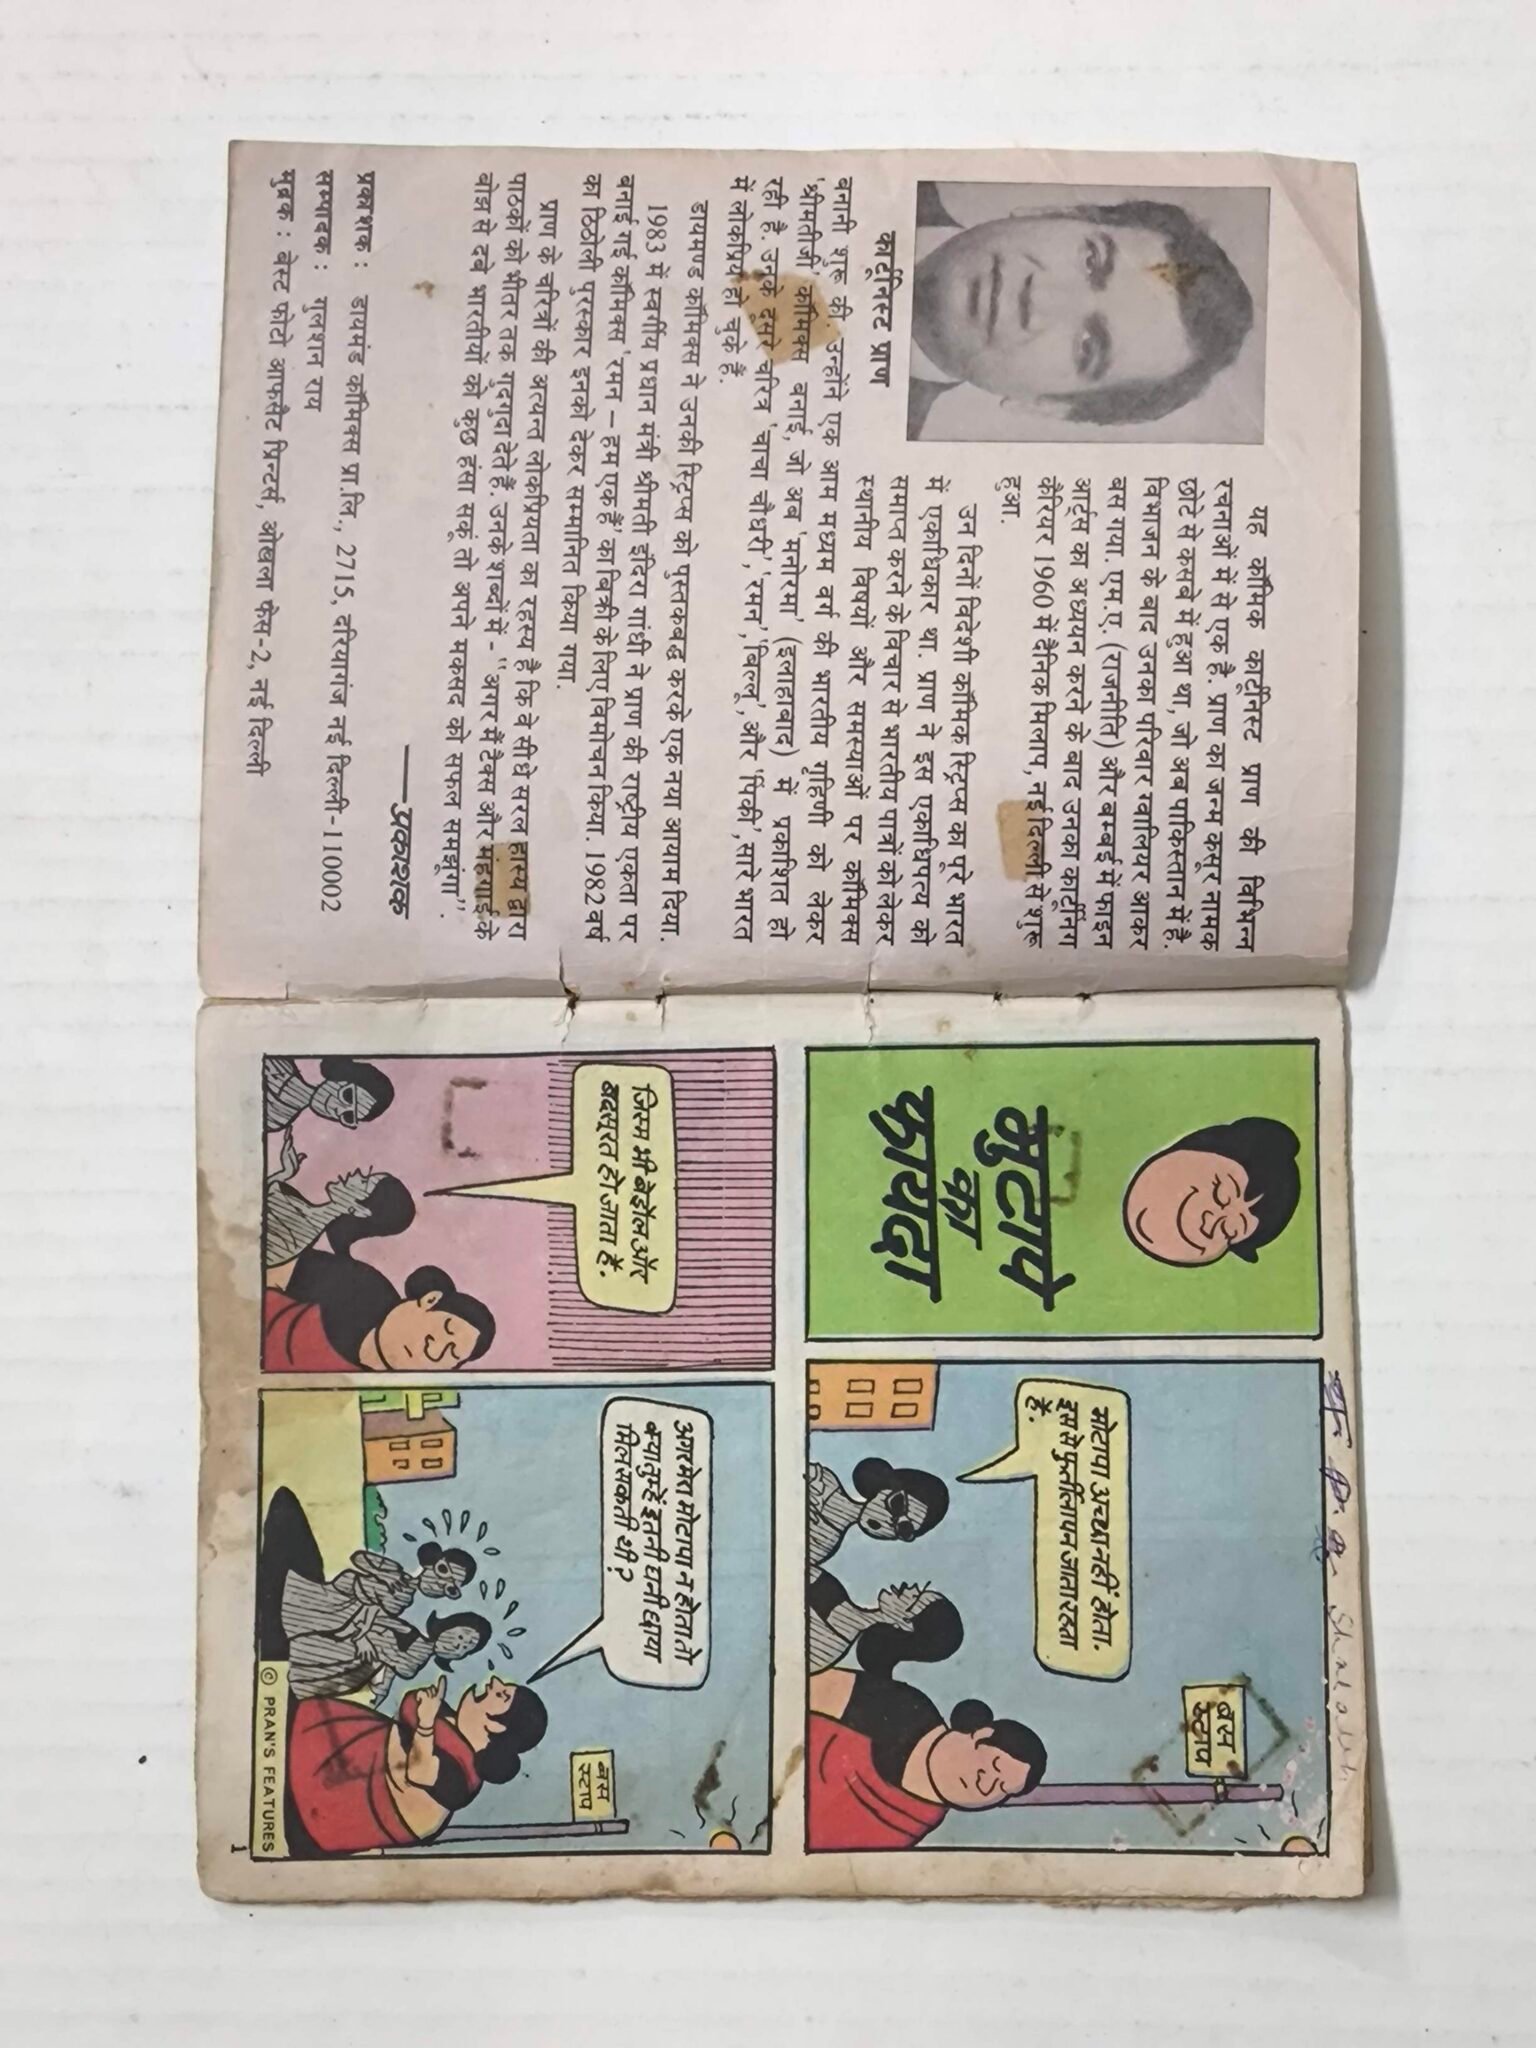 कार्टूनिस्ट प्राण
यह कॉमिक कार्टूनिस्ट प्राण की विभिन्न
रचनाओं में से एक है. प्राण का जन्म कसूर नामक
छोटे से कसबे में हुआ था, जो अब पाकिस्तान में है.
विभाजन के बाद उनका परिवार ग्वालियर आकर
बस गया. एम.ए. (राजनीति) और बम्बई में फाइन
आर्ट्स का अध्ययन करने के बाद उनका कार्टूनिंग
कैरियर 1960 में दैनिक मिलाप, नई दिल्ली से शुरू
हुआ.
उन दिनों विदेशी कॉमिक स्ट्रिप्स का पूरे भारत
में एकाधिकार था. प्राण ने इस एकाधिपत्य को
समाप्त करने के विचार से भारतीय पात्रों को लेकर
स्थानीय विषयों और समस्याओं पर कॉमिक्स
बनानी शुरू की. उन्होंने एक आम मध्यम वर्ग की भारतीय गृहिणी को लेकर
'श्रीमतीजी' कॉमिक्स बनाई, जो अब 'मनोरमा' (इलाहाबाद) में प्रकाशित हो
रही है. उनके दूसरे चरित्र 'चाचा चौधरी', 'रमन', 'बिल्लू', और 'पिंकी', सारे भारत
में लोकप्रिय हो चुके हैं.
डायमण्ड कॉमिक्स ने उनकी स्ट्रिप्स को पुस्तकबद्ध करके एक नया आयाम दिया.
1983 में स्वर्गीय प्रधान मंत्री श्रीमती इंदिरा गांधी ने प्राण की राष्ट्रीय एकता पर
बनाई गई कॉमिक्स 'रमन – हम एक हैं' का बिक्री के लिए विमोचन किया. 1982 वर्ष
का ठिठोली पुरस्कार इनको देकर सम्मानित किया गया.
प्राण के चरित्रों की अत्यन्त लोकप्रियता का रहस्य है कि वे सीधे सरल हास्य द्वारा
पाठकों को भीतर तक गुदगुदा देते हैं. उनके शब्दों में - "अगर मैं टैक्स और महंगाई के
बोझ से दबे भारतीयों को कुछ हंसा सकूं तो अपने मकसद को सफल समझूंगा".
——प्रकाशक
प्रकाशक : डायमंड कॉमिक्स प्रा.लि., 2715, दरियागंज नई दिल्ली-110002
सम्पादक : गुलशन राय
मुद्रक : बेस्ट फोटो आफसैट प्रिन्टर्स, ओखला फेस-2, नई दिल्ली
मुटापे
का
फायदा
मोटापा अच्छा नहीं होता.
इस से फुर्तीलापन जाता रहता
है.
बस
स्टाप
जिस्म भी बेडौल और
बदसूरत हो जाता है.
अगर मेरा मोटापा न होता तो
क्या तुम्हें इतनी घनी छाया
मिल सकती थी?
बस
स्टाप
© PRAN'S FEATURES
1